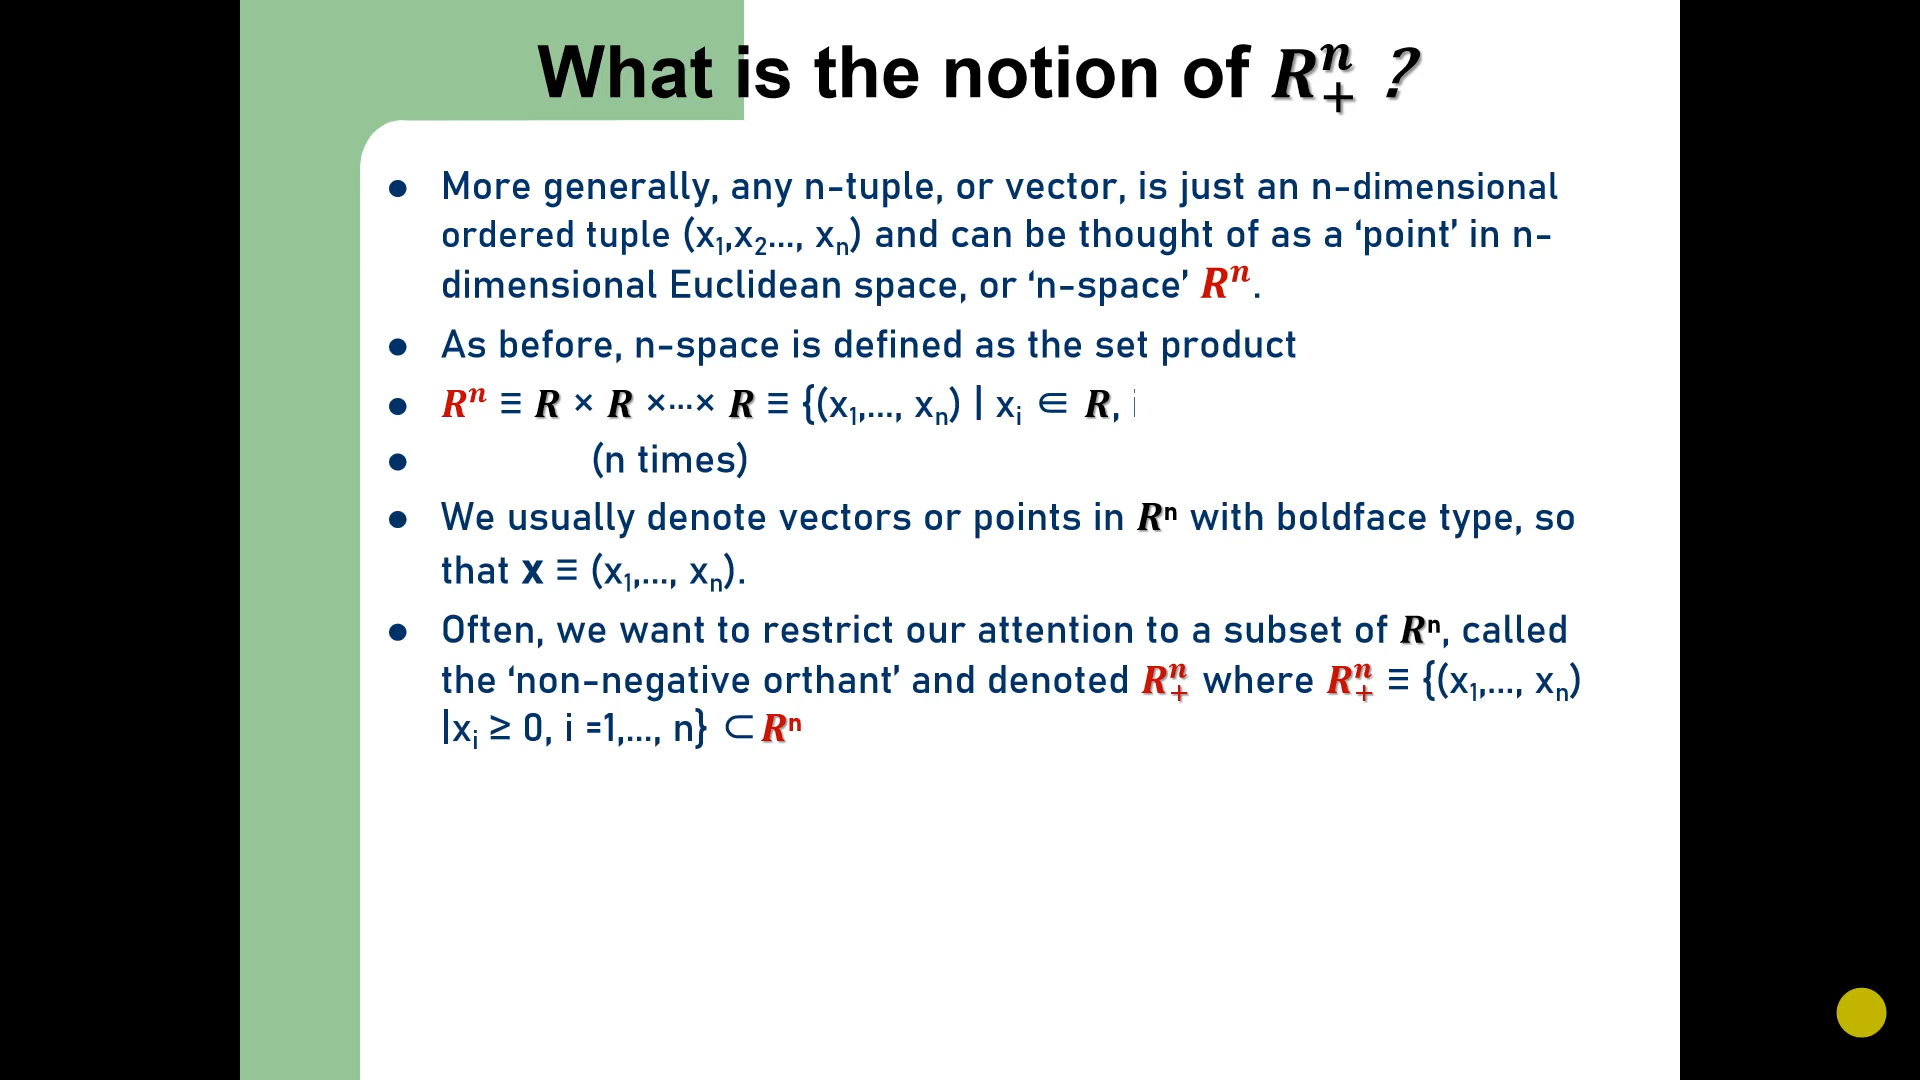 What is the notion of 𝑹₊ⁿ ?
● More generally, any n-tuple, or vector, is just an n-dimensional
ordered tuple (x₁,x₂..., xₙ) and can be thought of as a ‘point’ in n-
dimensional Euclidean space, or ‘n-space’ 𝑹ⁿ.
● As before, n-space is defined as the set product
● 𝑹ⁿ ≡ 𝑹 × 𝑹 ×···× 𝑹 ≡ {(x₁,..., xₙ) | xᵢ ∈ 𝑹,
● (n times)
● We usually denote vectors or points in 𝑹ⁿ with boldface type, so
that x ≡ (x₁,..., xₙ).
● Often, we want to restrict our attention to a subset of 𝑹ⁿ, called
the ‘non-negative orthant’ and denoted 𝑹₊ⁿ where 𝑹₊ⁿ ≡ {(x₁,..., xₙ)
|xᵢ ≥ 0, i =1,..., n} ⊂ 𝑹ⁿ